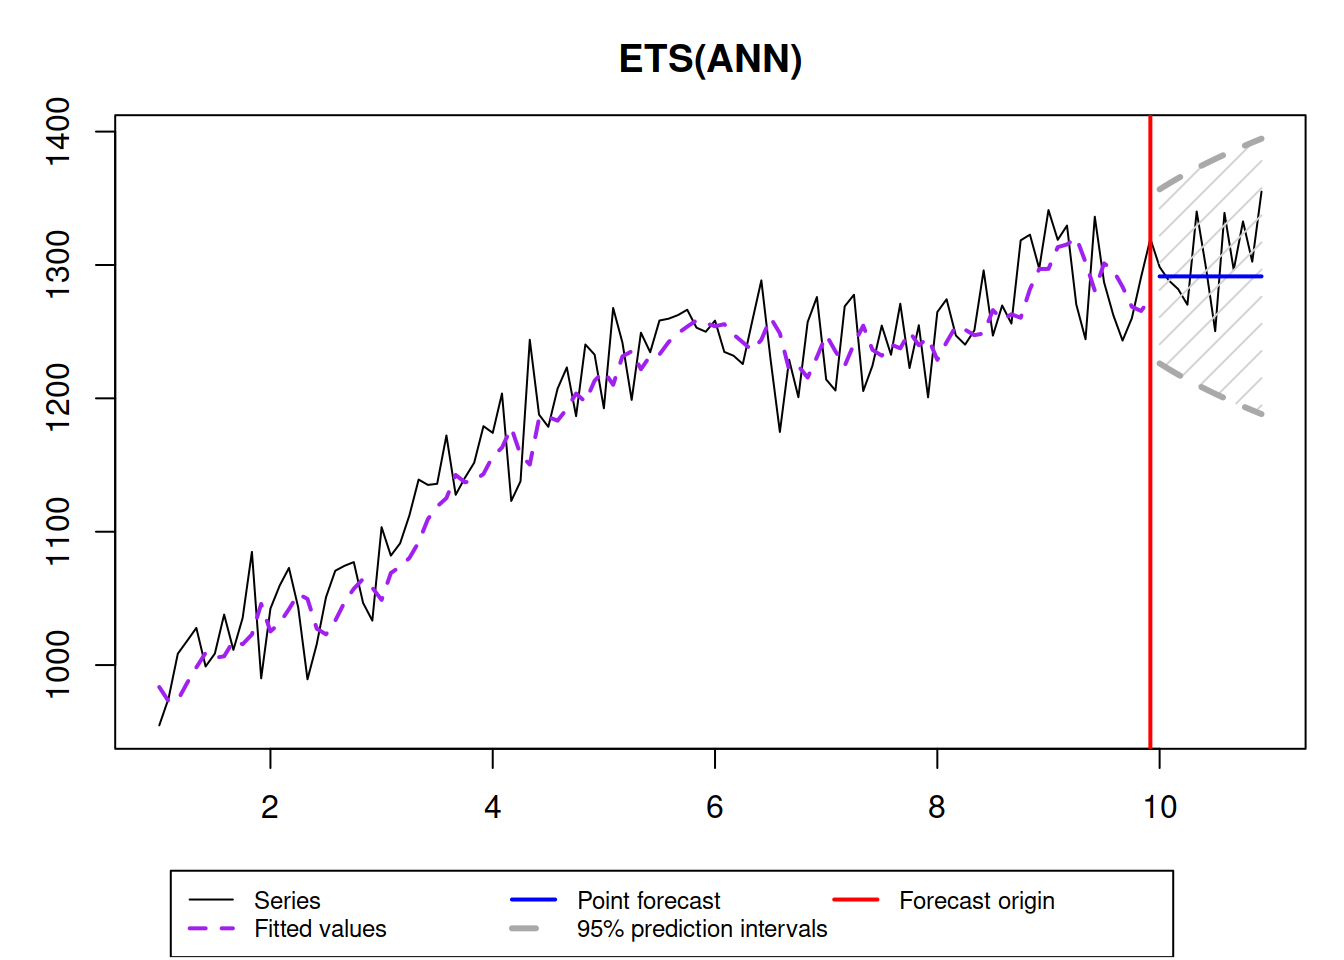 ETS(ANN)
1400
1300
1200
1100
1000
2 4 6 8 10
Series Point forecast Forecast origin
Fitted values 95% prediction intervals